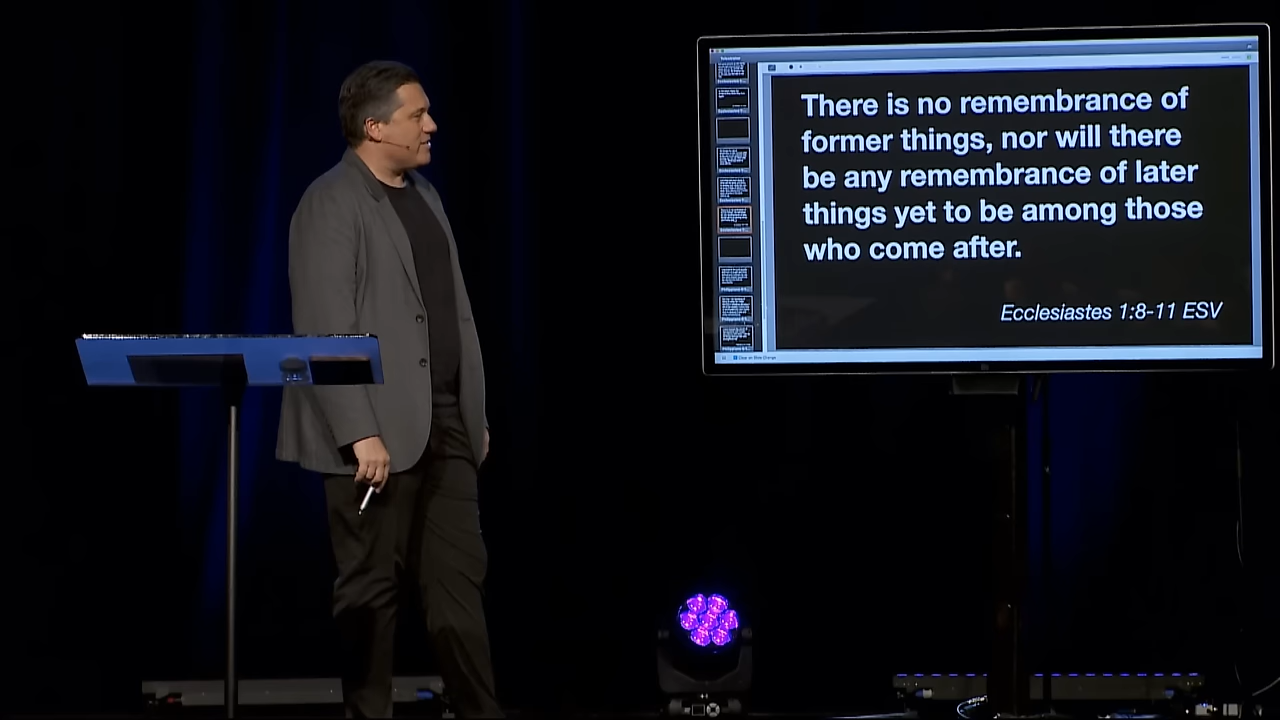 There is no remembrance of
former things, nor will there
be any remembrance of later
things yet to be among those
who come after.
Ecclesiastes 1:8-11 ESV